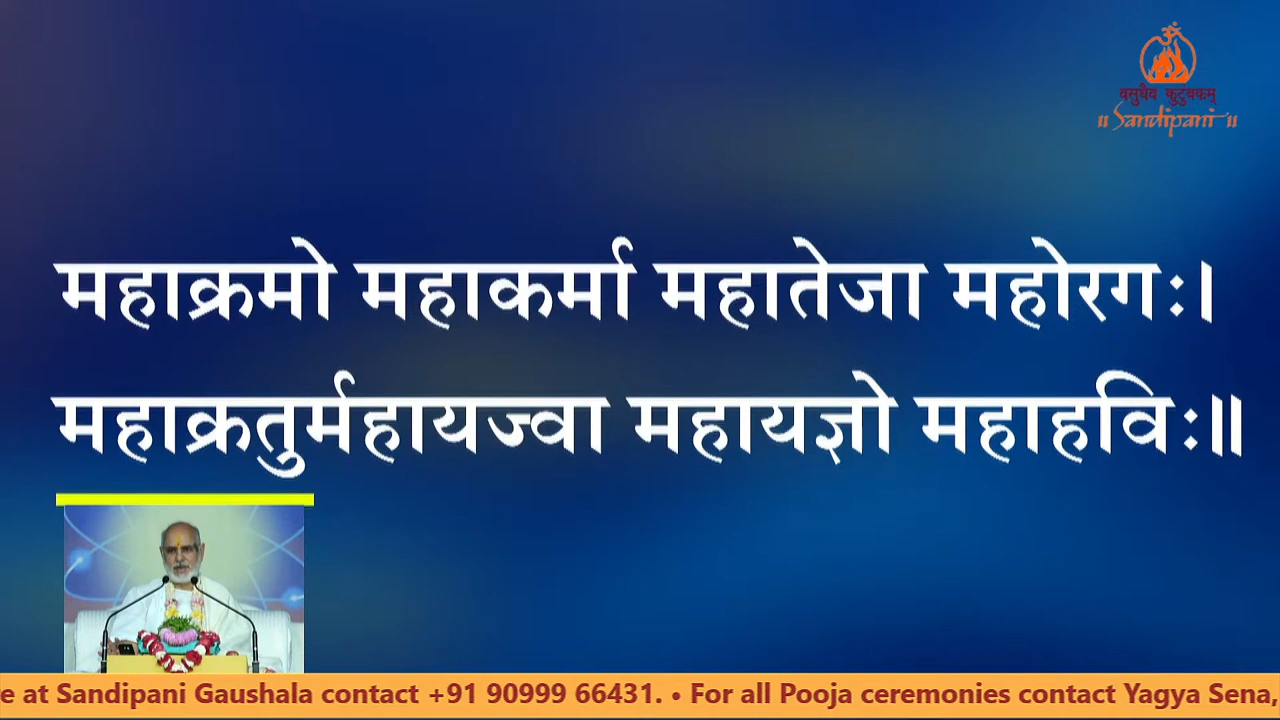 ॐ
वसुधैव कुटुंबकम्
॥ Sandipani ॥
महाक्रमो महाकर्मा महातेजा महोरगः।
महाक्रतुर्महायज्वा महायज्ञो महाहविः॥
e at Sandipani Gaushala contact +91 90999 66431. • For all Pooja ceremonies contact Yagya Sena,